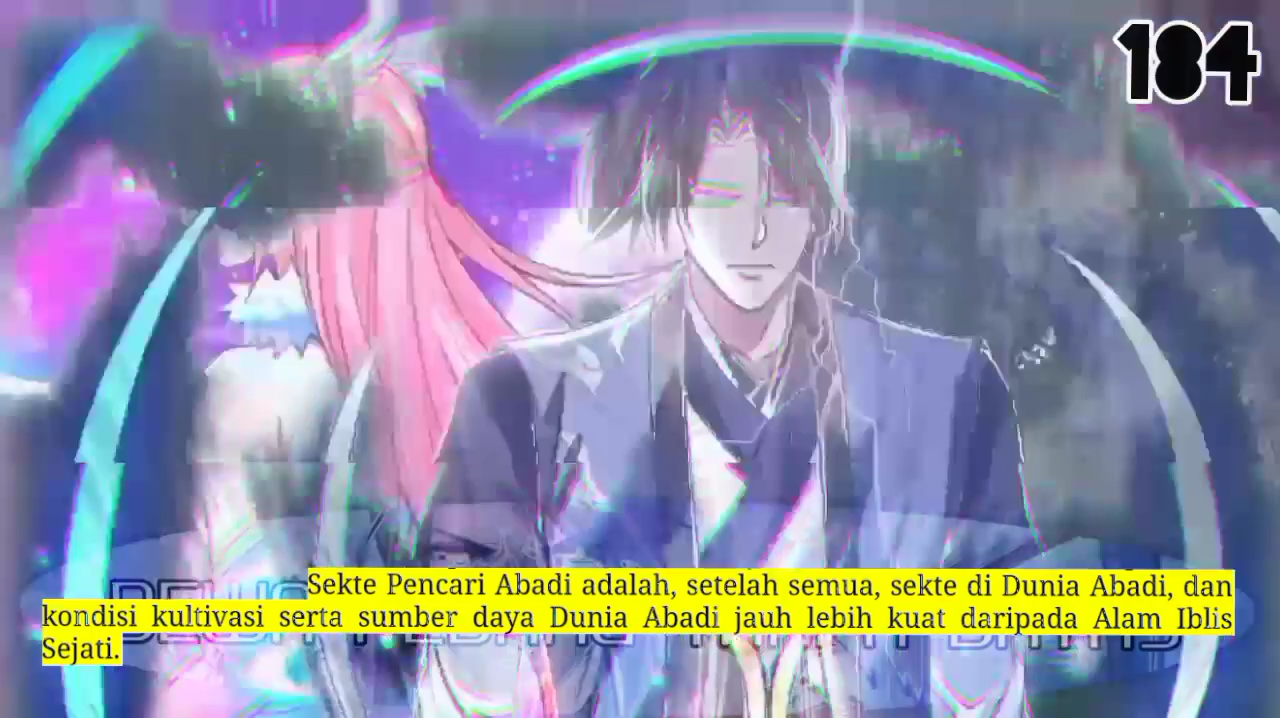 184
Sekte Pencari Abadi adalah, setelah semua, sekte di Dunia Abadi, dan
kondisi kultivasi serta sumber daya Dunia Abadi jauh lebih kuat daripada Alam Iblis
Sejati.